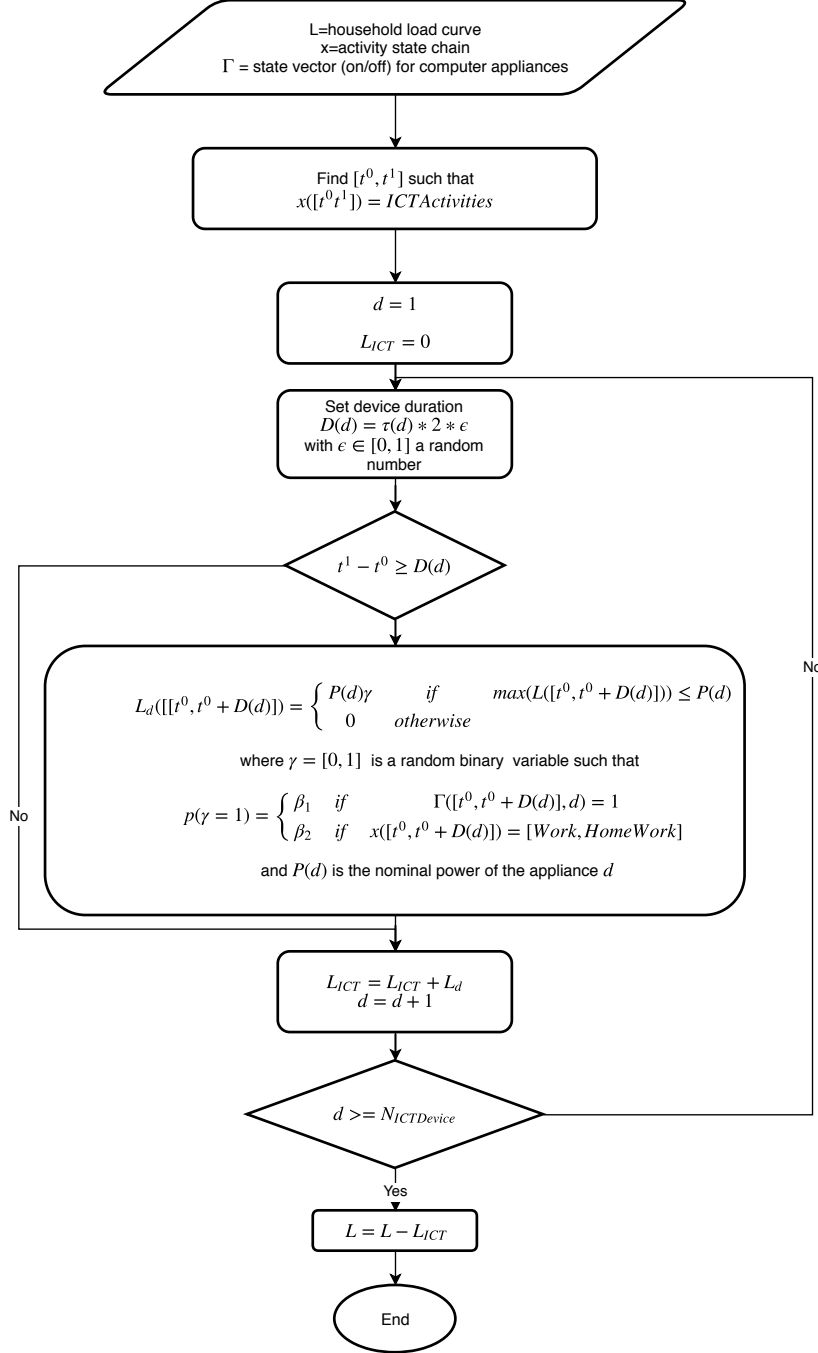 L=household load curve
x=activity state chain
Γ = state vector (on/off) for computer appliances
Find [t⁰, t¹] such that
x([t⁰t¹]) = ICTActivities
d = 1
L_ICT = 0
Set device duration
D(d) = τ(d) * 2 * ϵ
with ϵ ∈ [0, 1] a random
number
t¹ − t⁰ ≥ D(d)
No
L_d([[t⁰, t⁰ + D(d)]) = { P(d)γ if max(L([t⁰, t⁰ + D(d)])) ≤ P(d)
0 otherwise
where γ = [0, 1] is a random binary variable such that
No
p(γ = 1) = { β₁ if Γ([t⁰, t⁰ + D(d)], d) = 1
β₂ if x([t⁰, t⁰ + D(d)]) = [Work, HomeWork]
and P(d) is the nominal power of the appliance d
L_ICT = L_ICT + L_d
d = d + 1
d >= N_ICTDevice
Yes
L = L − L_ICT
End